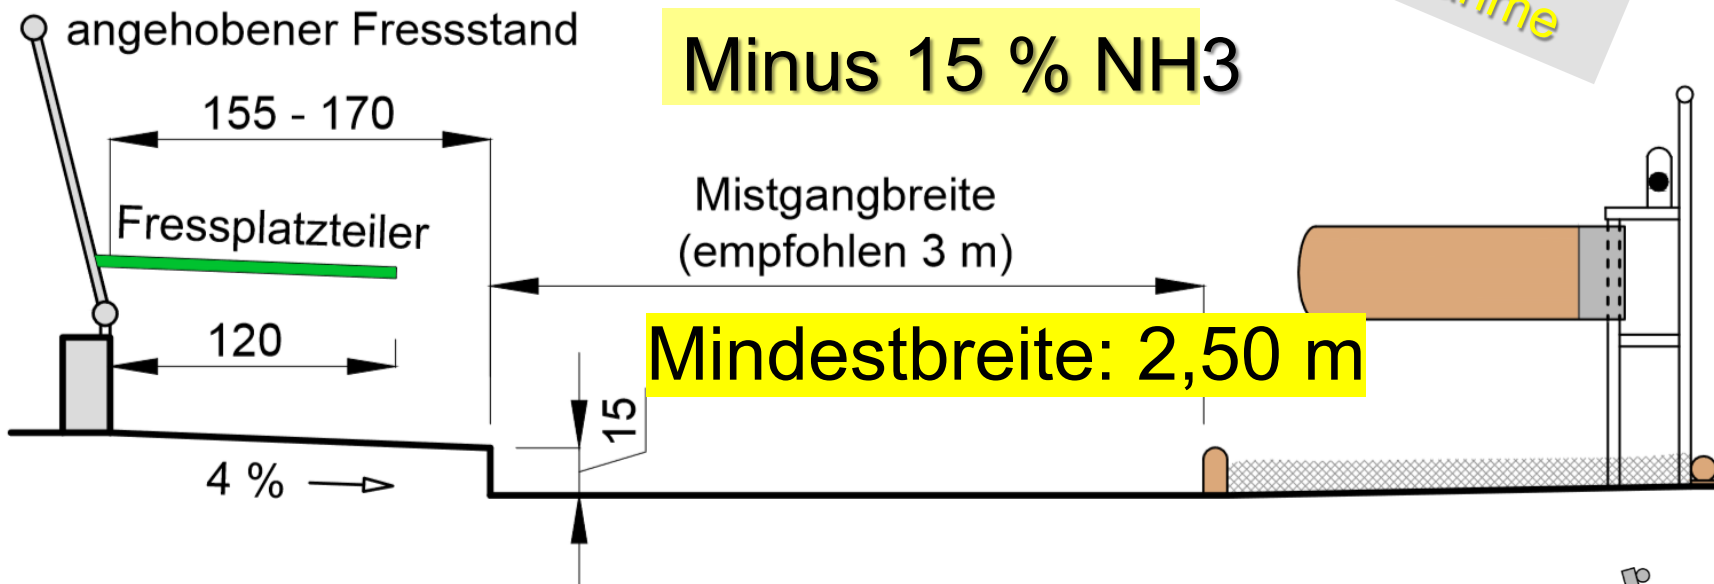 angehobener Fressstand
Minus 15 % NH3
155 - 170
Fressplatzteiler
Mistgangbreite
(empfohlen 3 m)
120
Mindestbreite: 2,50 m
15
4 %